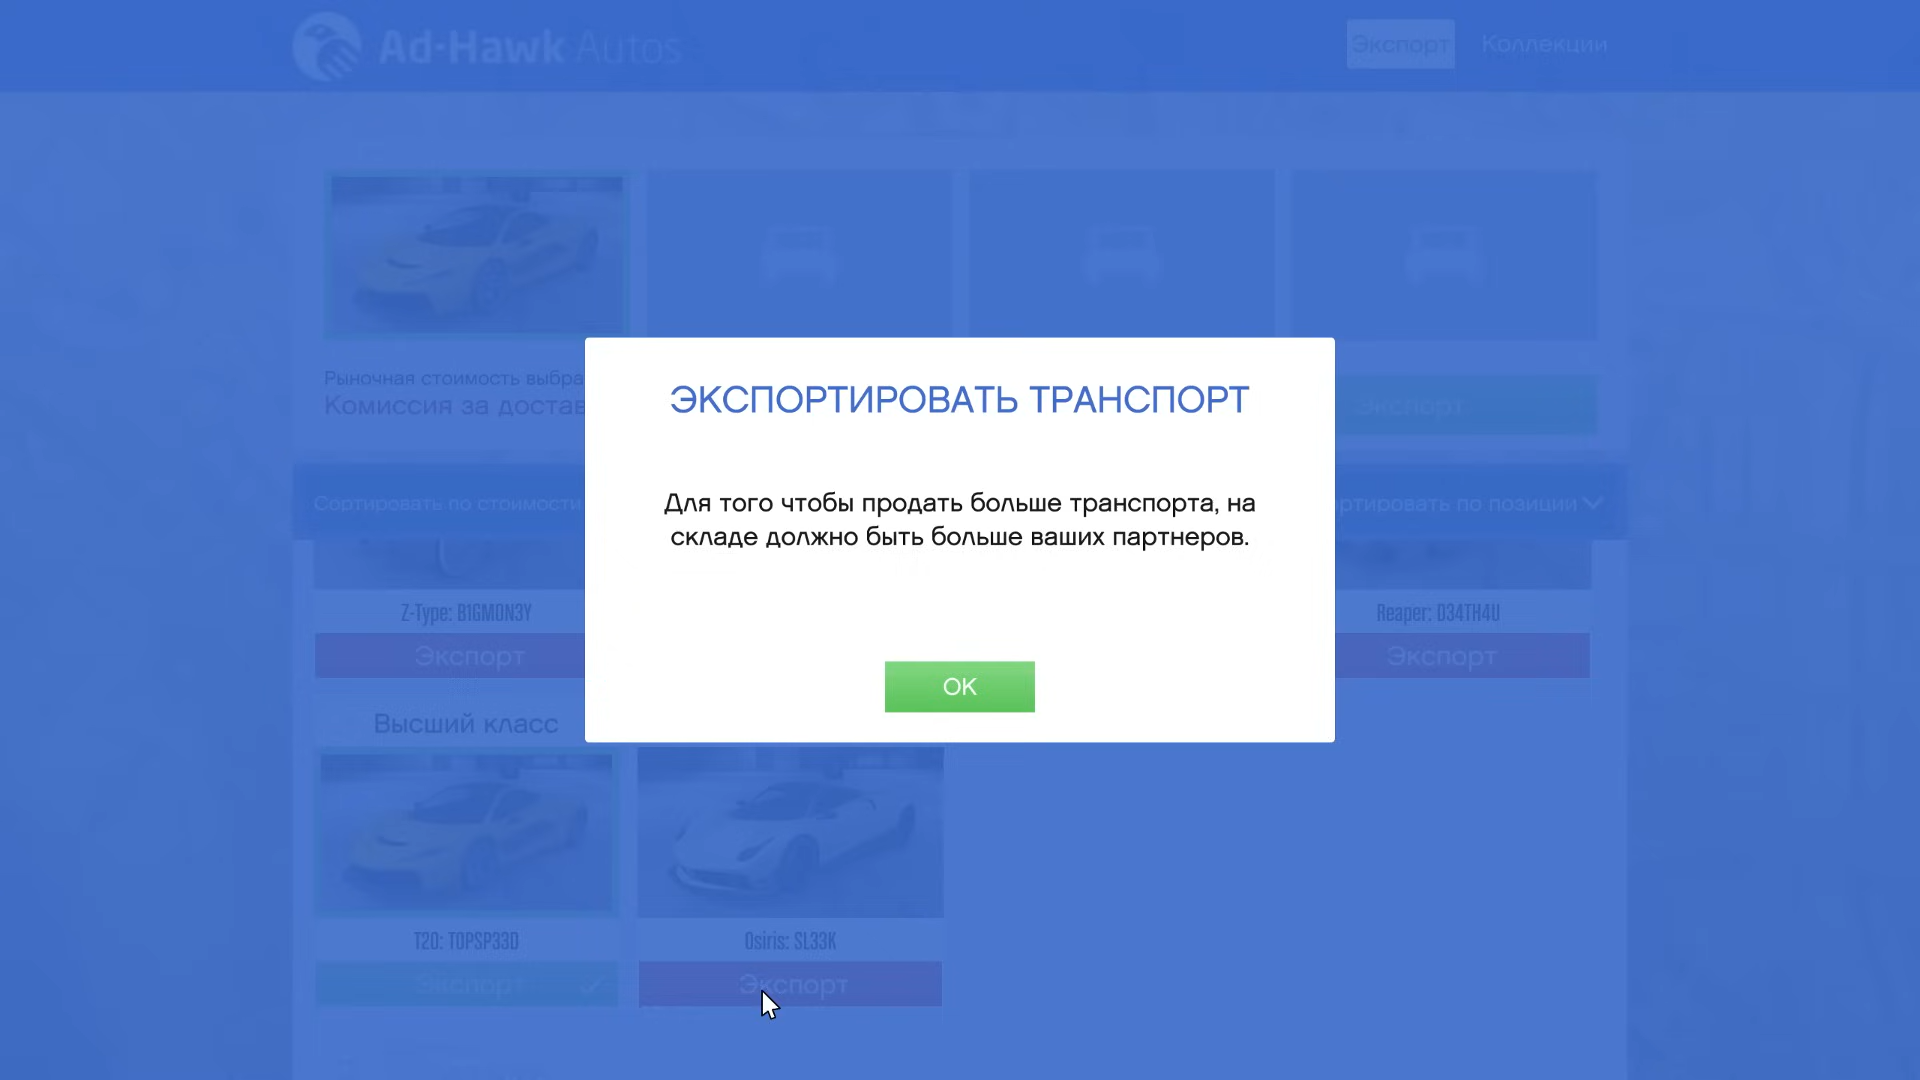 Ad-Hawk Autos
Экспорт Коллекции
Рыночная стоимость выбра
Комиссия за достав
Экспорт
ЭКСПОРТИРОВАТЬ ТРАНСПОРТ
Для того чтобы продать больше транспорта, на
складе должно быть больше ваших партнеров.
OK
Сортировать по стоимости
ртировать по позиции
Z-Type: B1GMON3Y
Reaper: D34TH4U
Экспорт
Экспорт
Высший класс
T20: TOPSP33D
Osiris: SL33K
Экспорт
Экспорт